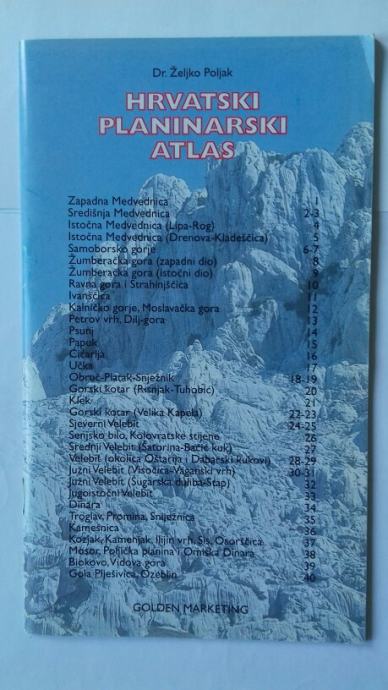 Dr. Željko Poljak
HRVATSKI
PLANINARSKI
ATLAS
Zapadna Medvednica 1
Središnja Medvednica 2-3
Istočna Medvednica (Lipa-Rog) 4
Istočna Medvednica (Drenova-Kladeščica) 5
Samoborsko gorje 6-7
Žumberačka gora (zapadni dio) 8
Žumberačka gora (istočni dio) 9
Ravna gora i Strahinjščica 10
Ivanščica 11
Kalničko gorje, Moslavačka gora 12
Petrov vrh, Dilj-gora 13
Psunj 14
Papuk 15
Ćićarija 16
Učka 17
Obruč-Platak-Snježnik 18-19
Gorski kotar (Risnjak-Tuhobić) 20
Klek 21
Gorski kotar (Velika Kapela) 22-23
Sjeverni Velebit 24-25
Senjsko bilo, Kolovratske stijene 26
Srednji Velebit (Šatorina-Bačić kuk) 27
Velebit (okolica Oštarija i Dabarski kukovi) 28-29
Južni Velebit (Visočica-Vaganski vrh) 30-31
Južni Velebit (Sugarska duliba-Stap) 32
Jugoistočni Velebit 33
Dinara 34
Troglav, Promina, Svilježnica 35
Kamešnica 36
Kozjak, Kamenjak, Ilijin vrh, Sis, Osorščica 37
Mosor, Poljička planina i Omiška Dinara 38
Biokovo, Vidova gora 39
Gola Plješivica, Ozeblin 40
GOLDEN MARKETING